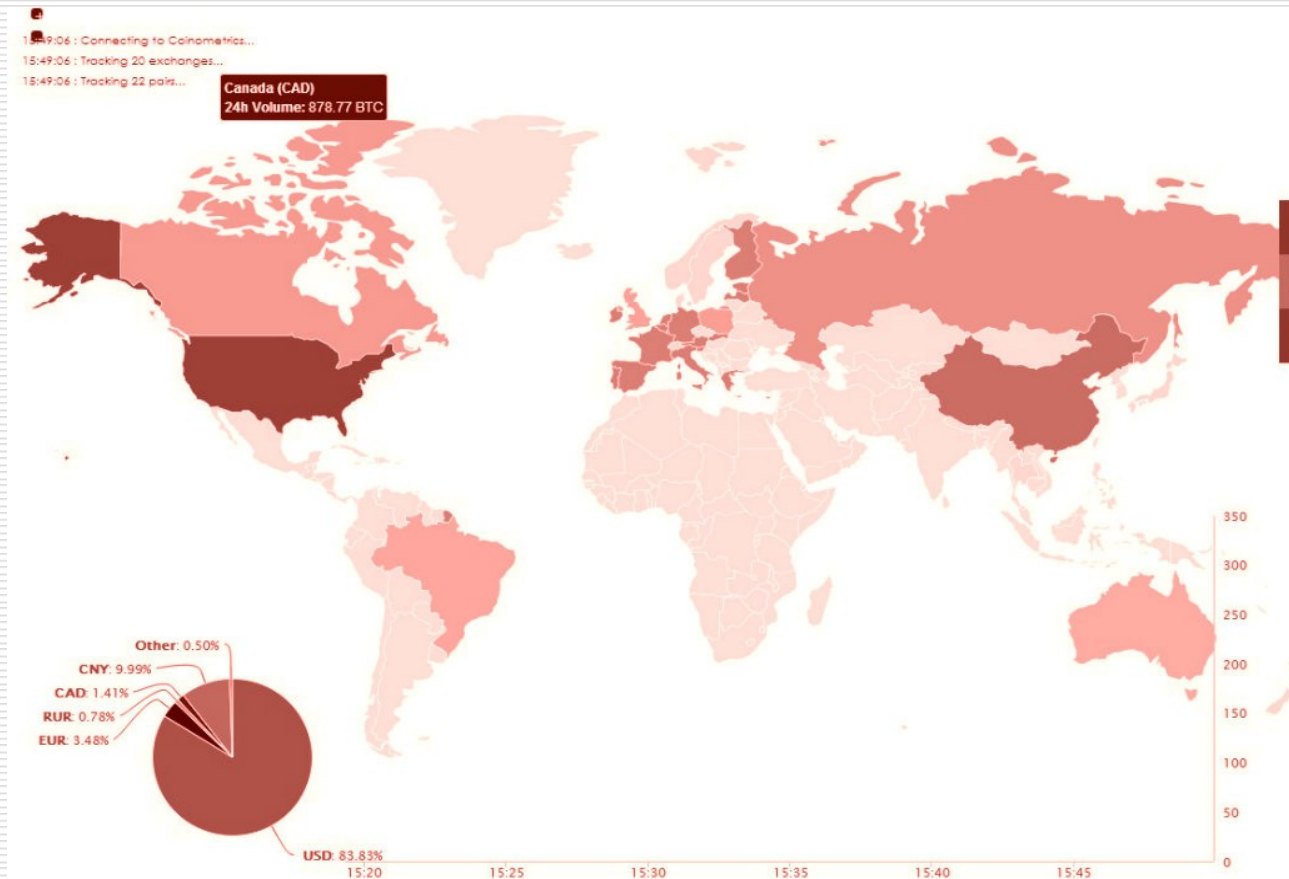 15:49:06 : Connecting to Coinometrics...
15:49:06 : Tracking 20 exchanges...
15:49:06 : Tracking 22 pairs...
Canada (CAD)
24h Volume: 878.77 BTC
350
300
250
200
150
100
50
0
Other: 0.50%
CNY: 9.99%
CAD: 1.41%
RUR: 0.78%
EUR: 3.48%
USD: 83.83%
15:20
15:25
15:30
15:35
15:40
15:45